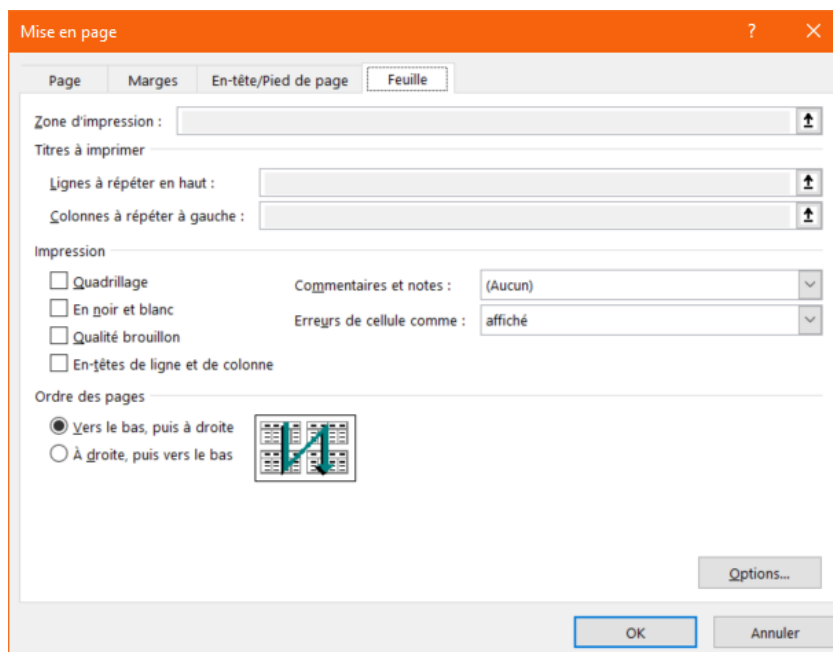 Mise en page
Page Marges En-tête/Pied de page Feuille
Zone d'impression :
Titres à imprimer
Lignes à répéter en haut :
Colonnes à répéter à gauche :
Impression
Quadrillage
Commentaires et notes : (Aucun)
En noir et blanc
Erreurs de cellule comme : affiché
Qualité brouillon
En-têtes de ligne et de colonne
Ordre des pages
Vers le bas, puis à droite
À droite, puis vers le bas
Options...
OK Annuler